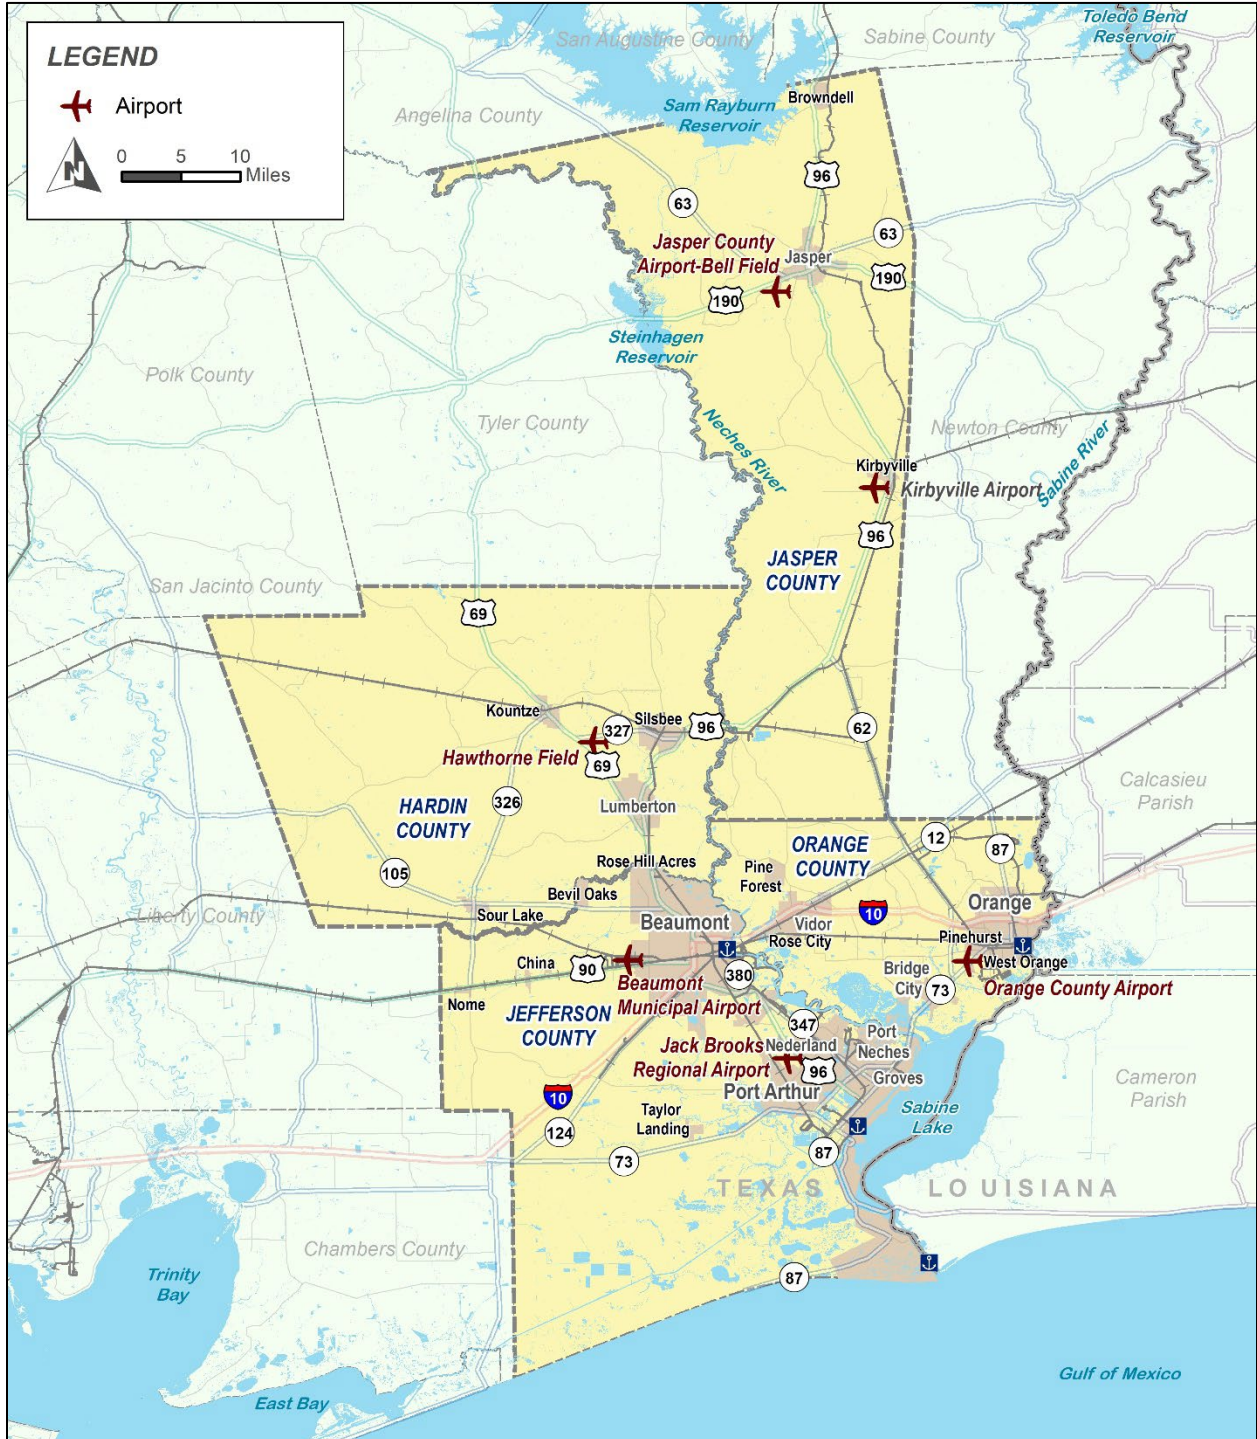 LEGEND
Airport
N
0 5 10
Miles
San Augustine County
Sabine County
Toledo Bend
Reservoir
Angelina County
Sam Rayburn
Reservoir
Browndell
96
63
63
Jasper County
Airport-Bell Field
Jasper
190
190
Steinhagen
Reservoir
Polk County
Tyler County
Neches River
Newton County
Sabine River
Kirbyville
Kirbyville Airport
96
JASPER
COUNTY
San Jacinto County
69
Kountze
Silsbee
327
96
62
Hawthorne Field
69
Lumberton
HARDIN
COUNTY
326
Calcasieu
Parish
ORANGE
COUNTY
12
87
Rose Hill Acres
Pine
Forest
105
Bevil Oaks
Liberty County
Sour Lake
Beaumont
Vidor
10
Orange
Rose City
Pinehurst
China
90
380
West Orange
Bridge
City
73
Orange County Airport
Nome
Beaumont
Municipal Airport
JEFFERSON
COUNTY
347
Port
Neches
Jack Brooks
Regional Airport
Nederland
96
Groves
Port Arthur
10
Cameron
Parish
Taylor
Landing
Sabine
Lake
124
73
87
TEXAS
LOUISIANA
Chambers County
Trinity
Bay
87
East Bay
Gulf of Mexico